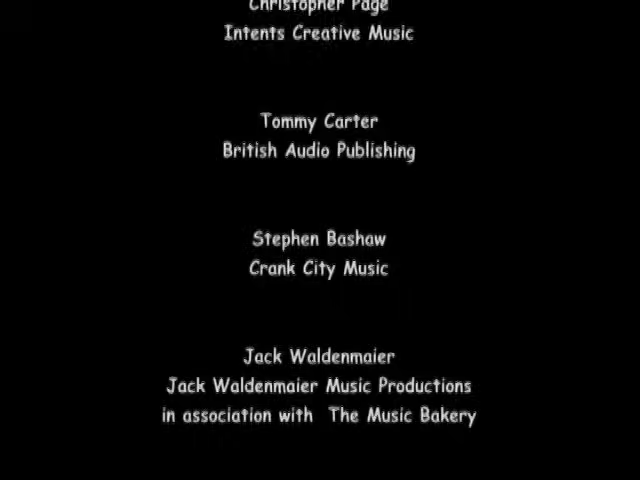 Christopher Page
Intents Creative Music
Tommy Carter
British Audio Publishing
Stephen Bashaw
Crank City Music
Jack Waldenmaier
Jack Waldenmaier Music Productions
in association with The Music Bakery